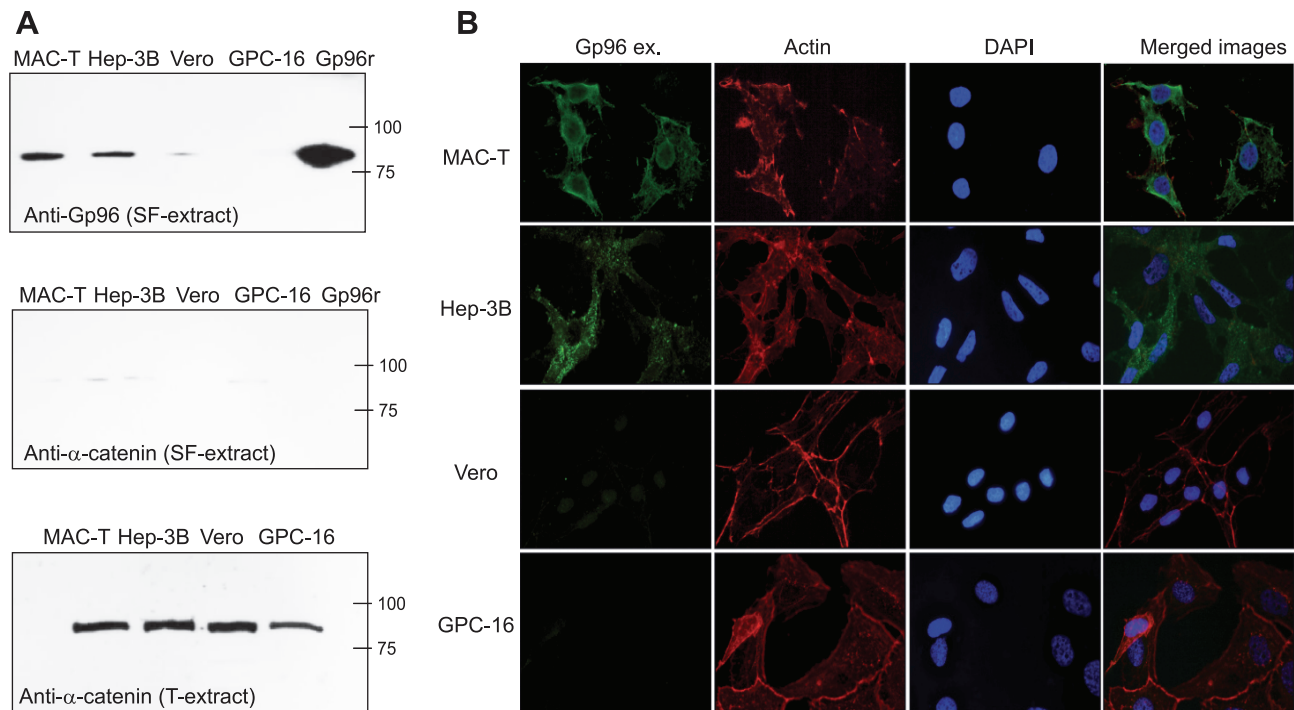 A
MAC-T Hep-3B Vero GPC-16 Gp96r
100
75
Anti-Gp96 (SF-extract)
MAC-T Hep-3B Vero GPC-16 Gp96r
100
75
Anti-α-catenin (SF-extract)
MAC-T Hep-3B Vero GPC-16
100
75
Anti-α-catenin (T-extract)
B
Gp96 ex. Actin DAPI Merged images
MAC-T
Hep-3B
Vero
GPC-16